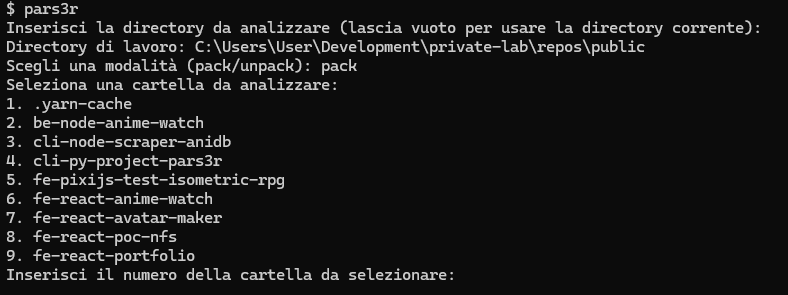 $ pars3r
Inserisci la directory da analizzare (lascia vuoto per usare la directory corrente):
Directory di lavoro: C:\Users\User\Development\private-lab\repos\public
Scegli una modalità (pack/unpack): pack
Seleziona una cartella da analizzare:
1. .yarn-cache
2. be-node-anime-watch
3. cli-node-scraper-anidb
4. cli-py-project-pars3r
5. fe-pixijs-test-isometric-rpg
6. fe-react-anime-watch
7. fe-react-avatar-maker
8. fe-react-poc-nfs
9. fe-react-portfolio
Inserisci il numero della cartella da selezionare: